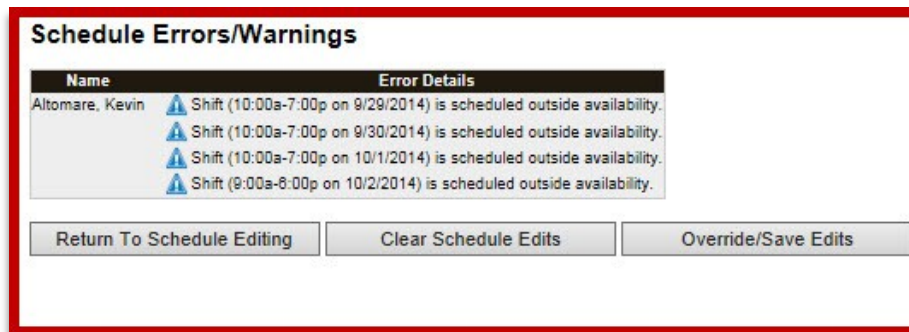 Schedule Errors/Warnings
Name Error Details
Altomare, Kevin Shift (10:00a-7:00p on 9/29/2014) is scheduled outside availability.
Shift (10:00a-7:00p on 9/30/2014) is scheduled outside availability.
Shift (10:00a-7:00p on 10/1/2014) is scheduled outside availability.
Shift (9:00a-6:00p on 10/2/2014) is scheduled outside availability.
Return To Schedule Editing Clear Schedule Edits Override/Save Edits